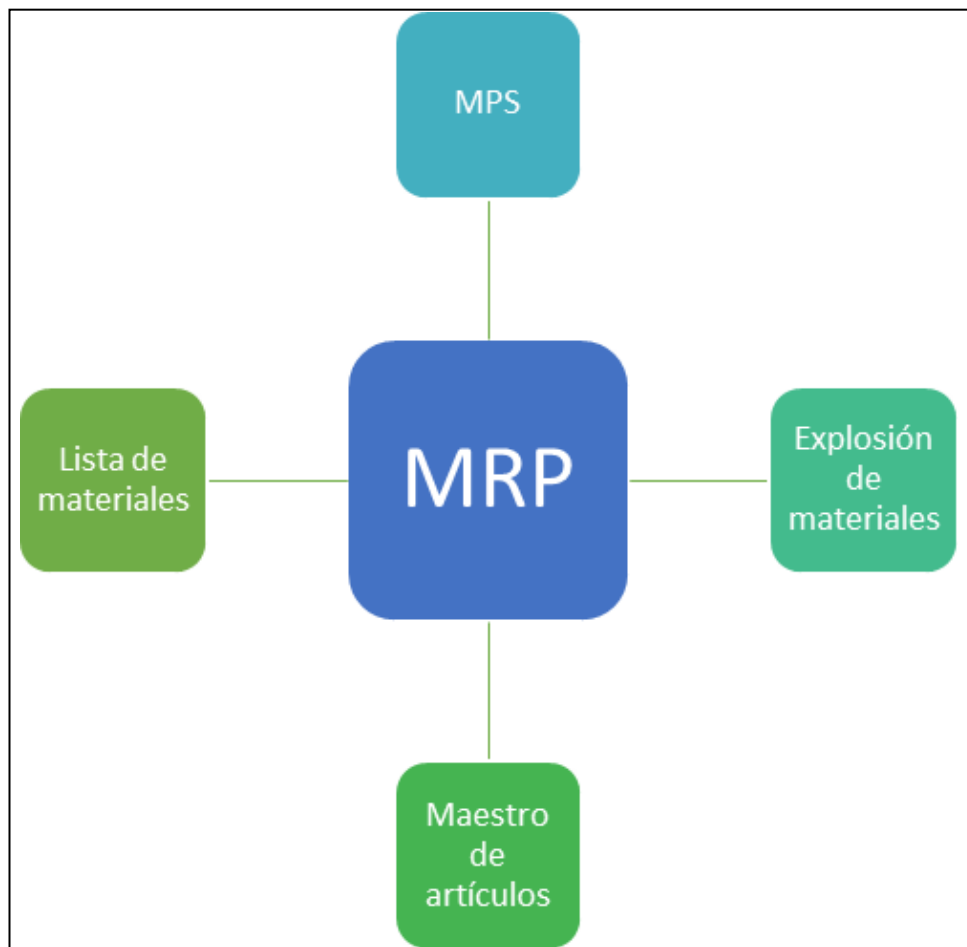 MPS
Lista de
materiales
MRP
Explosión
de
materiales
Maestro
de
artículos